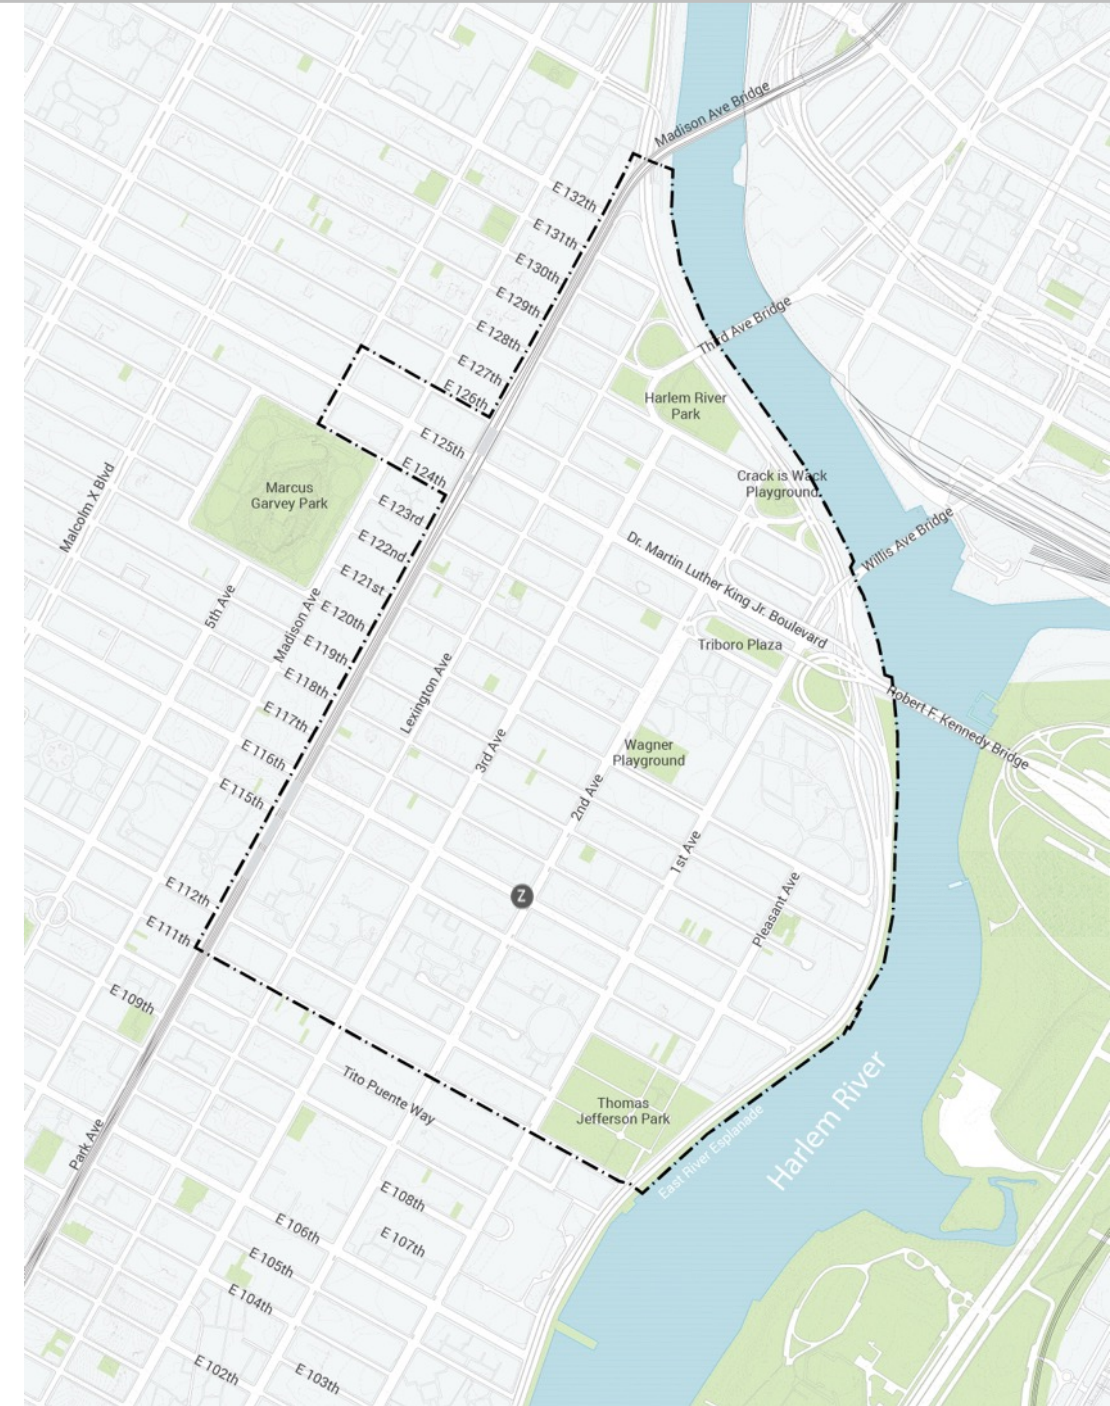 Madison Ave Bridge
E 132th
E 131th
E 130th
E 129th
E 128th
E 127th
E 126th
Third Ave Bridge
Harlem River
Park
E 125th
E 124th
Crack is Wack
Playground
Marcus
Garvey Park
Malcolm X Blvd
E 123rd
E 122nd
E 121st
E 120th
E 119th
E 118th
E 117th
E 116th
E 115th
Willis Ave Bridge
Dr. Martin Luther King Jr. Boulevard
5th Ave
Madison Ave
Triboro Plaza
Lexington Ave
Robert F. Kennedy Bridge
3rd Ave
Wagner
Playground
2nd Ave
1st Ave
Z
Pleasant Ave
E 112th
E 111th
E 109th
Tito Puente Way
Thomas
Jefferson Park
East River Esplanade
Harlem River
Park Ave
E 108th
E 107th
E 106th
E 105th
E 104th
E 103th
E 102th